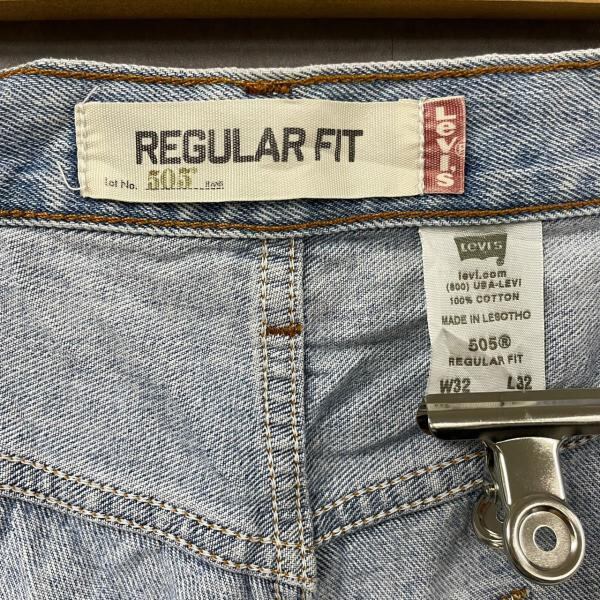 REGULAR FIT
Lot No. 505
Levi's
Levi's
levi.com
(800) USA-LEVI
100% COTTON
MADE IN LESOTHO
505®
REGULAR FIT
W32 L32